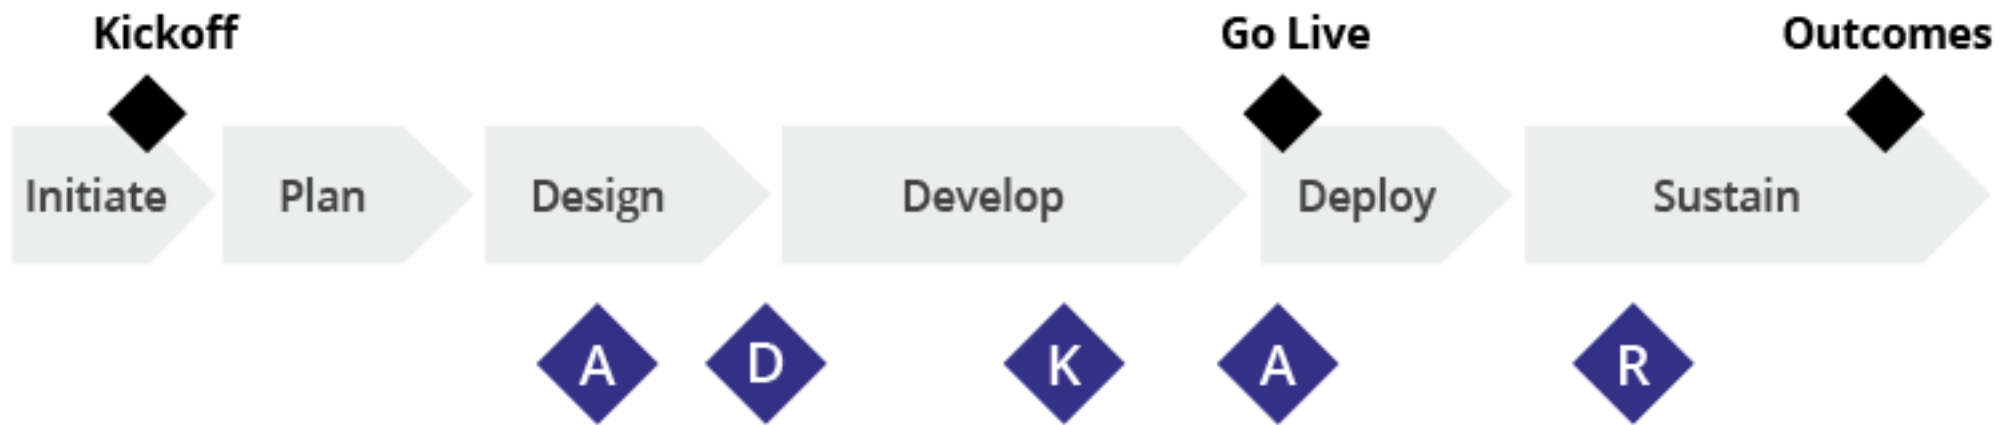 Kickoff Go Live Outcomes
Initiate Plan Design Develop Deploy Sustain
A D K A R